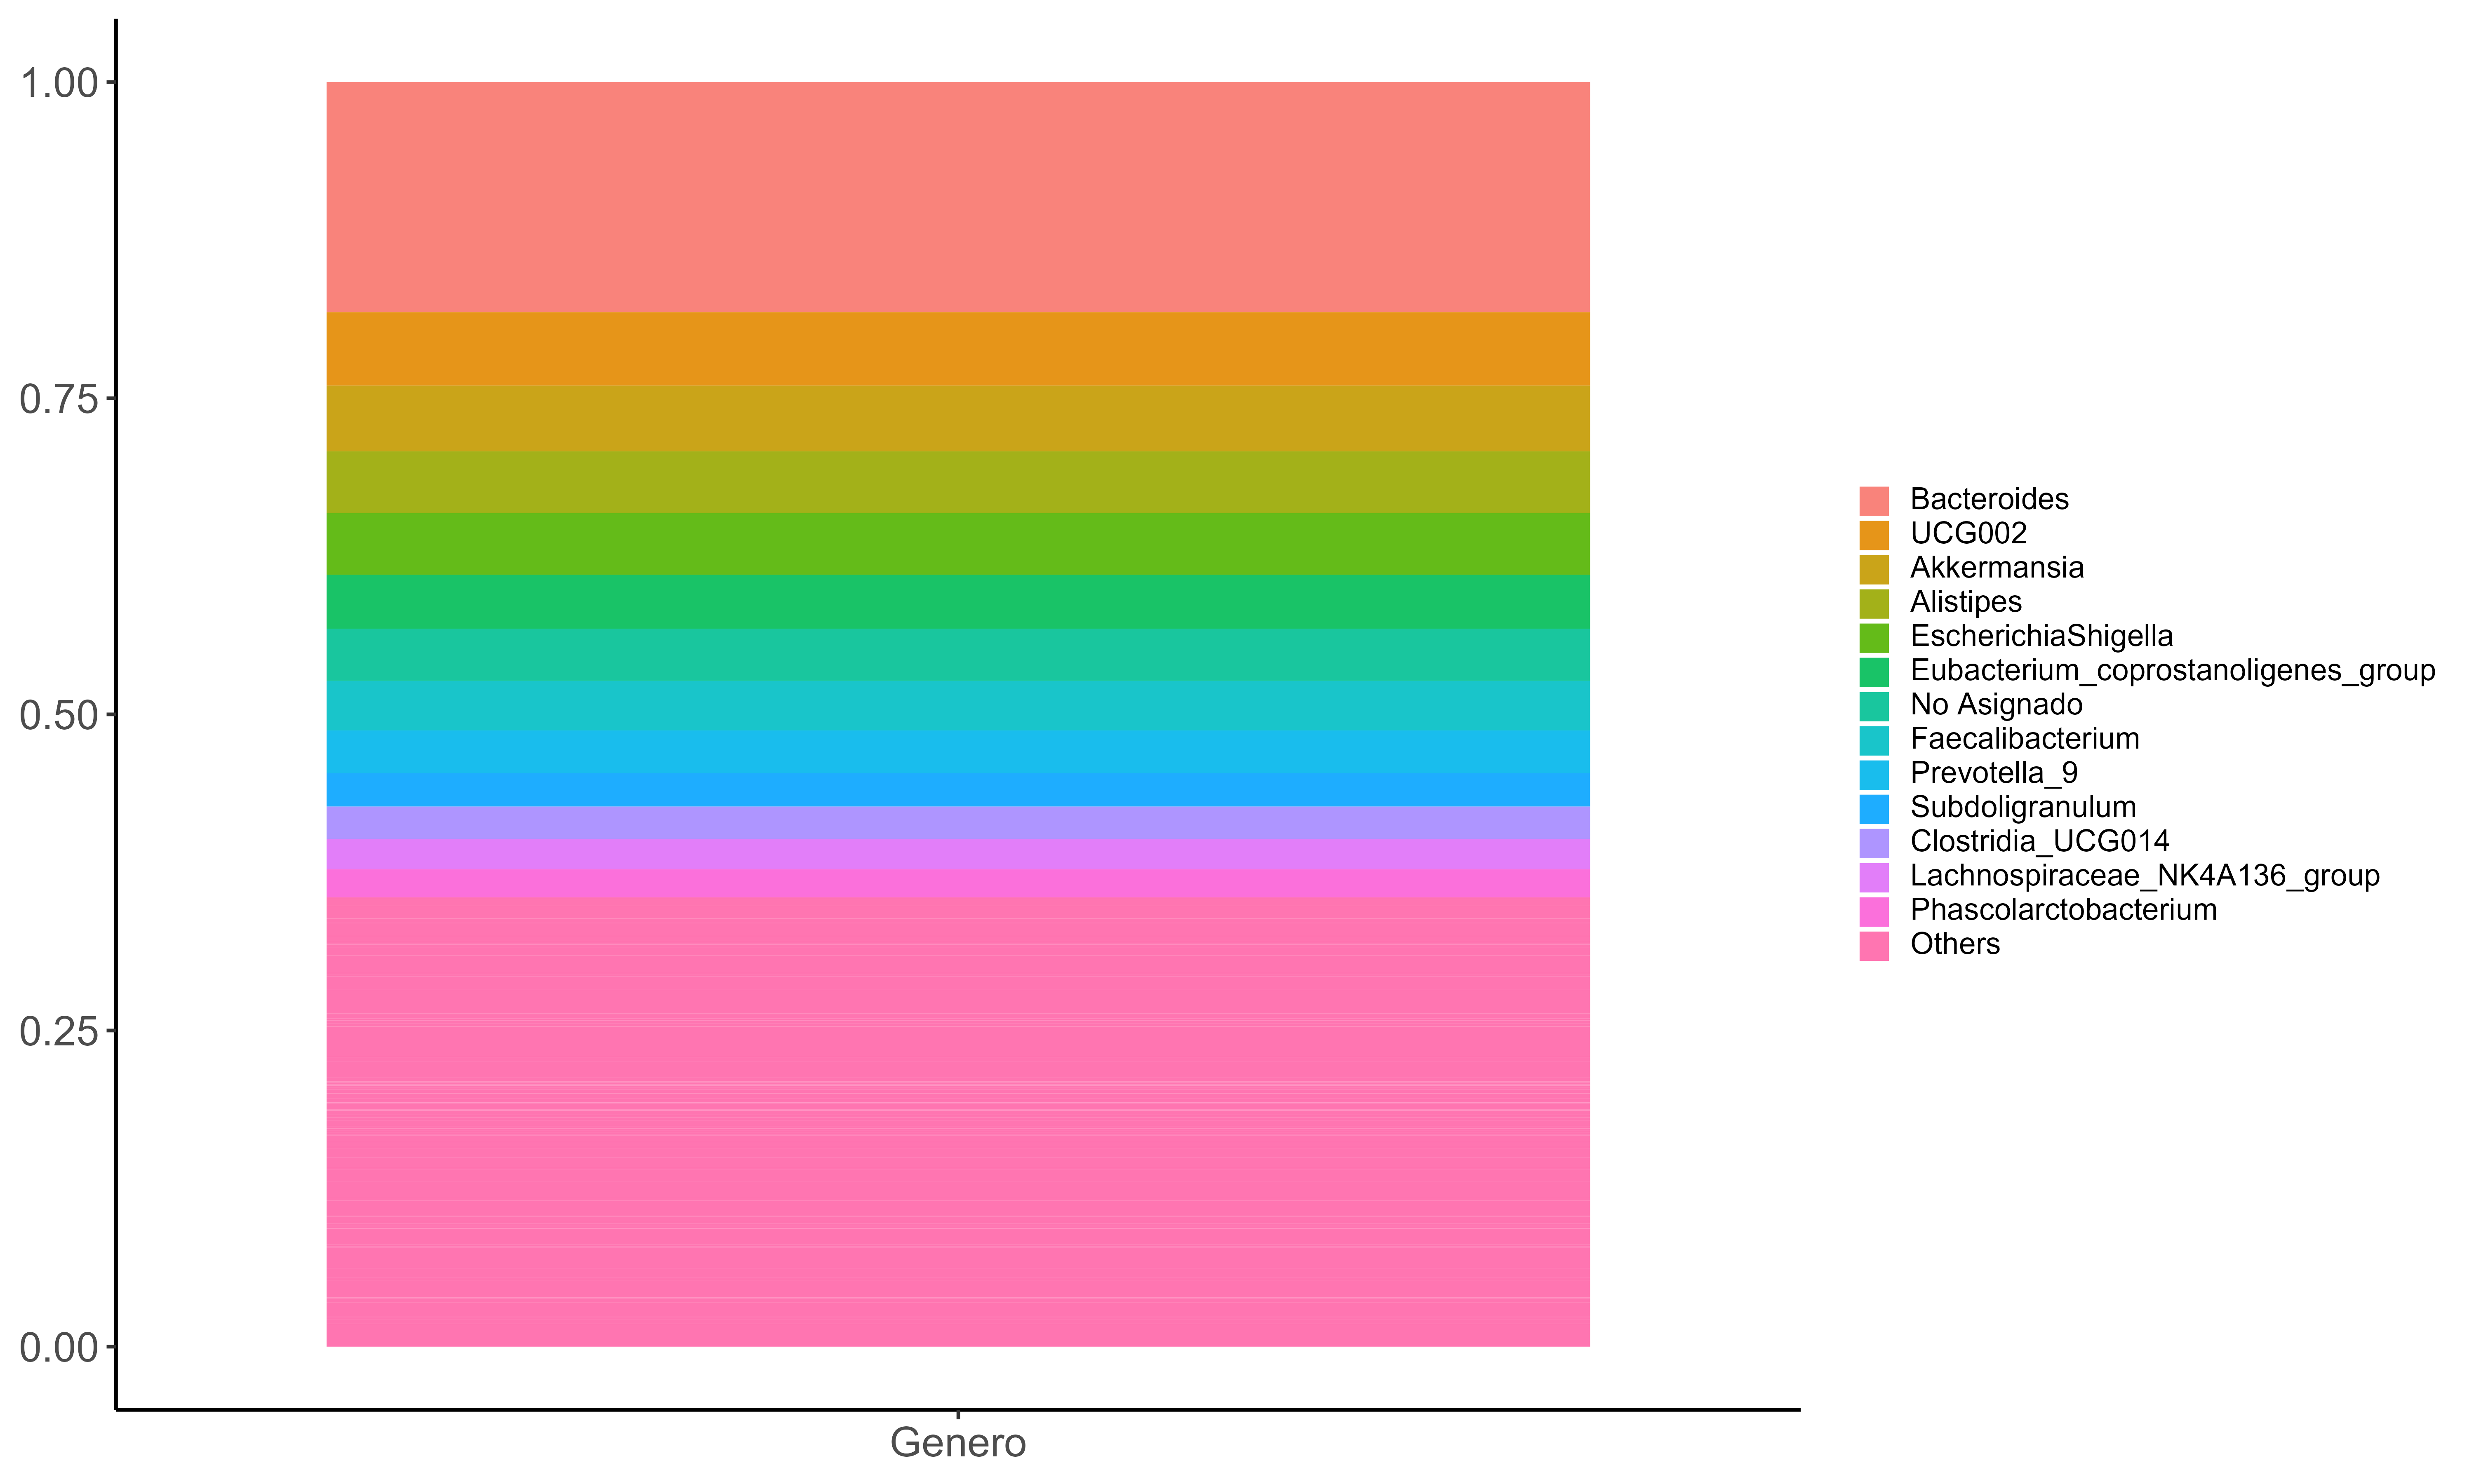 1.00
0.75
0.50
0.25
0.00
Genero
Bacteroides
UCG002
Akkermansia
Alistipes
EscherichiaShigella
Eubacterium_coprostanoligenes_group
No Asignado
Faecalibacterium
Prevotella_9
Subdoligranulum
Clostridia_UCG014
Lachnospiraceae_NK4A136_group
Phascolarctobacterium
Others